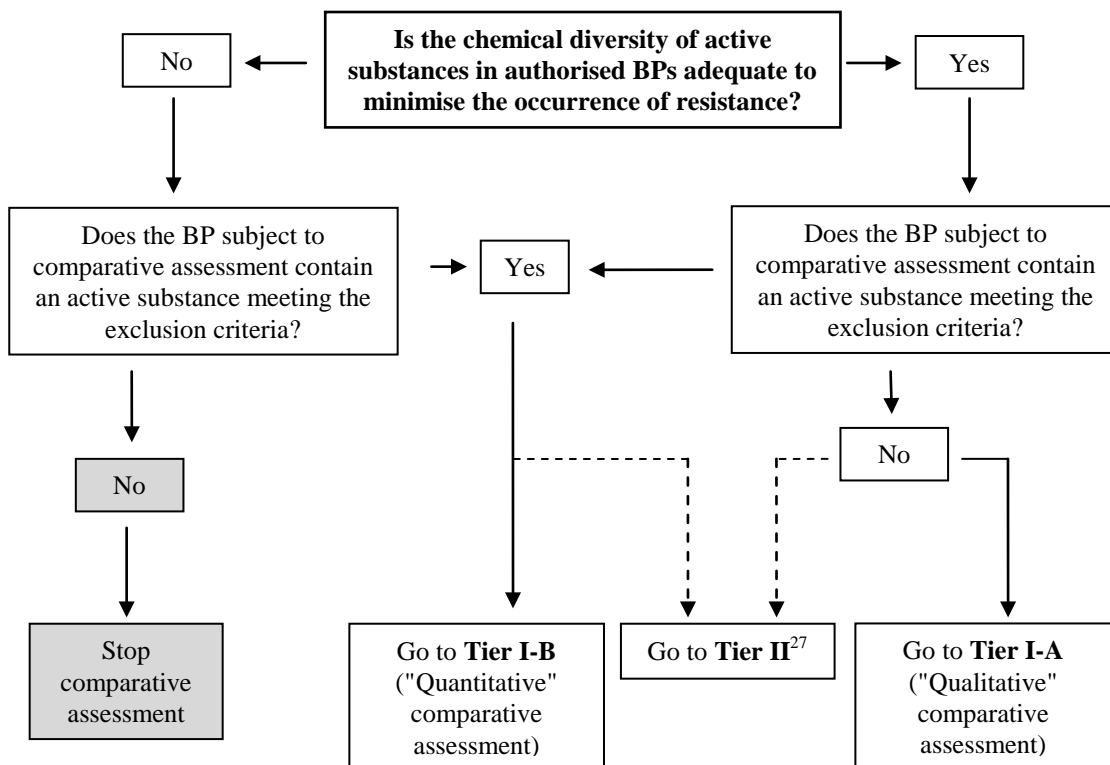 Is the chemical diversity of active
substances in authorised BPs adequate to
minimise the occurrence of resistance?
No
Yes
Does the BP subject to
comparative assessment contain
an active substance meeting the
exclusion criteria?
Yes
Does the BP subject to
comparative assessment contain
an active substance meeting the
exclusion criteria?
No
No
Stop
comparative
assessment
Go to Tier I-B
("Quantitative"
comparative
assessment)
Go to Tier II27
Go to Tier I-A
("Qualitative"
comparative
assessment)